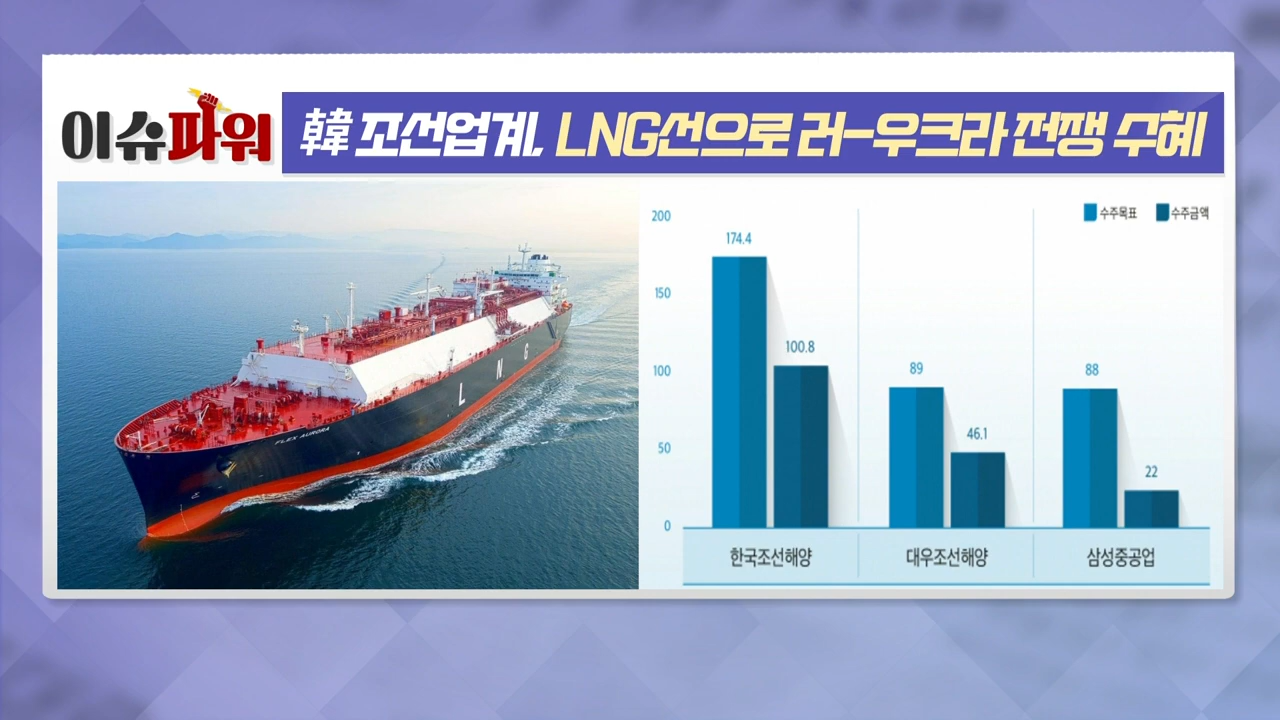 이슈파워
韓 조선업계, LNG선으로 러-우크라 전쟁 수혜
LNG
FLEX AURORA
수주목표 수주금액
200
150
100
50
0
174.4
100.8
89
46.1
88
22
한국조선해양 대우조선해양 삼성중공업